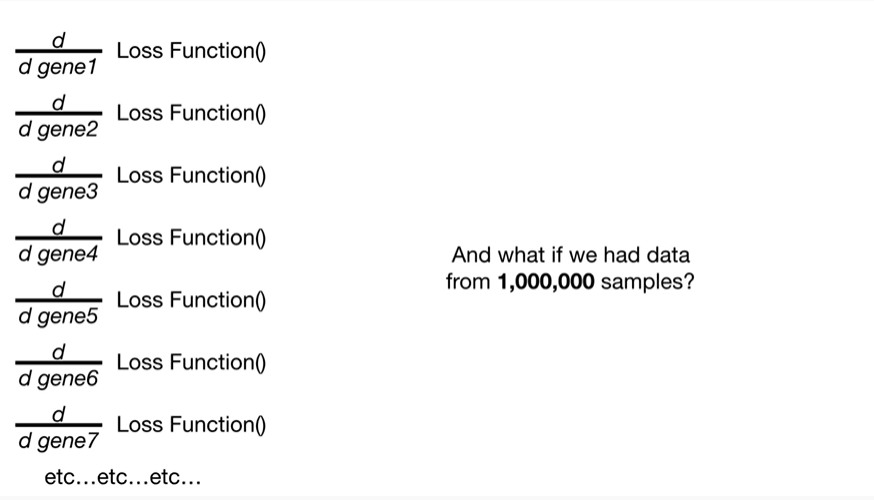 d
d gene1 Loss Function()
d
d gene2 Loss Function()
d
d gene3 Loss Function()
d
d gene4 Loss Function()
d
d gene5 Loss Function()
d
d gene6 Loss Function()
d
d gene7 Loss Function()
etc...etc...etc...
And what if we had data
from 1,000,000 samples?